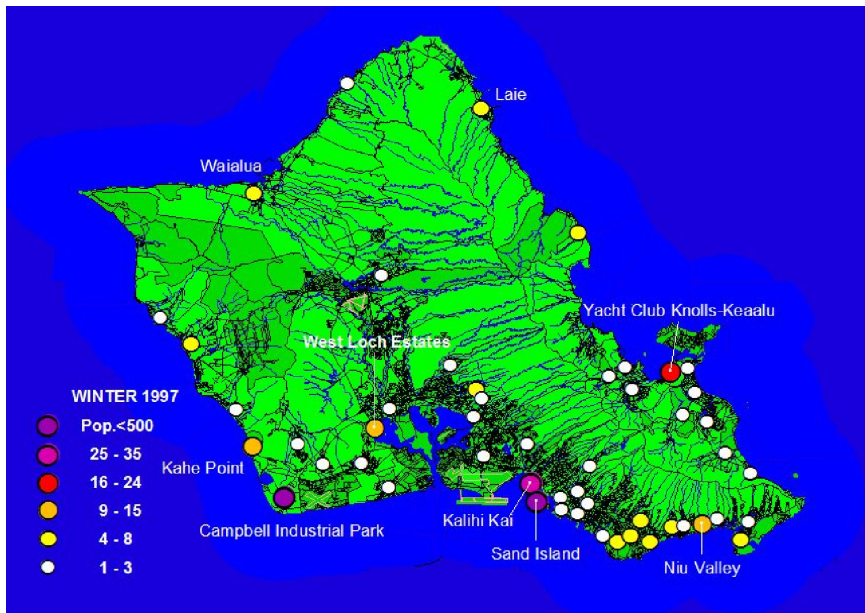 Laie
Waialua
Yacht Club Knolls-Keaalu
West Loch Estates
WINTER 1997
Pop.<500
25 - 35
16 - 24
9 - 15
4 - 8
1 - 3
Kahe Point
Campbell Industrial Park
Kalihi Kai
Sand Island
Niu Valley